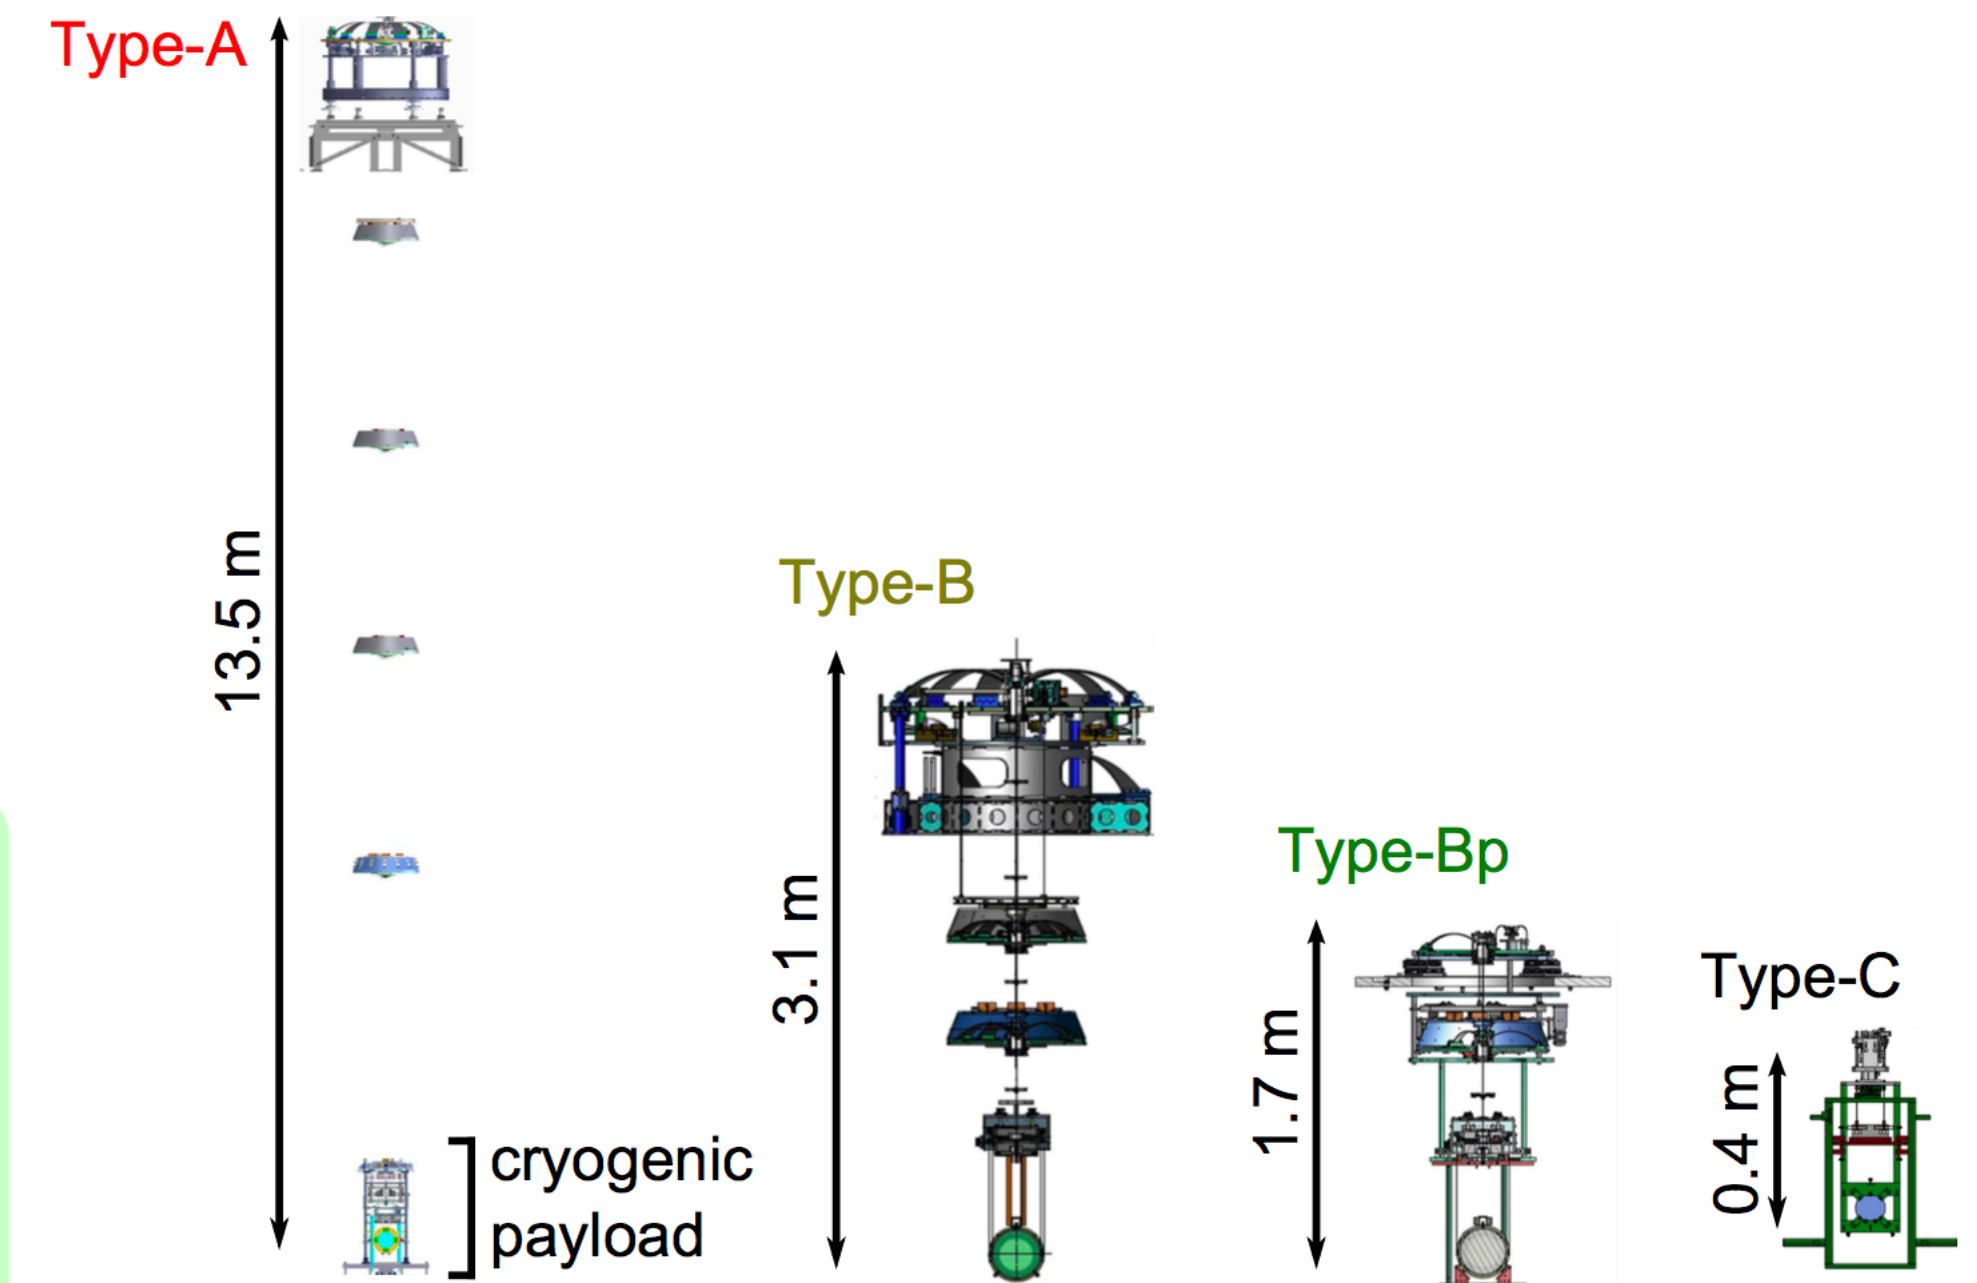 Type-A
13.5 m
cryogenic
payload
Type-B
3.1 m
Type-Bp
1.7 m
Type-C
0.4 m